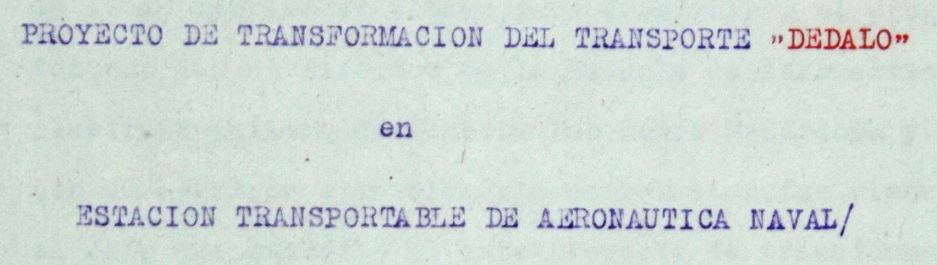 PROYECTO DE TRANSFORMACION DEL TRANSPORTE "DEDALO"
en
ESTACION TRANSPORTABLE DE AERONAUTICA NAVAL/